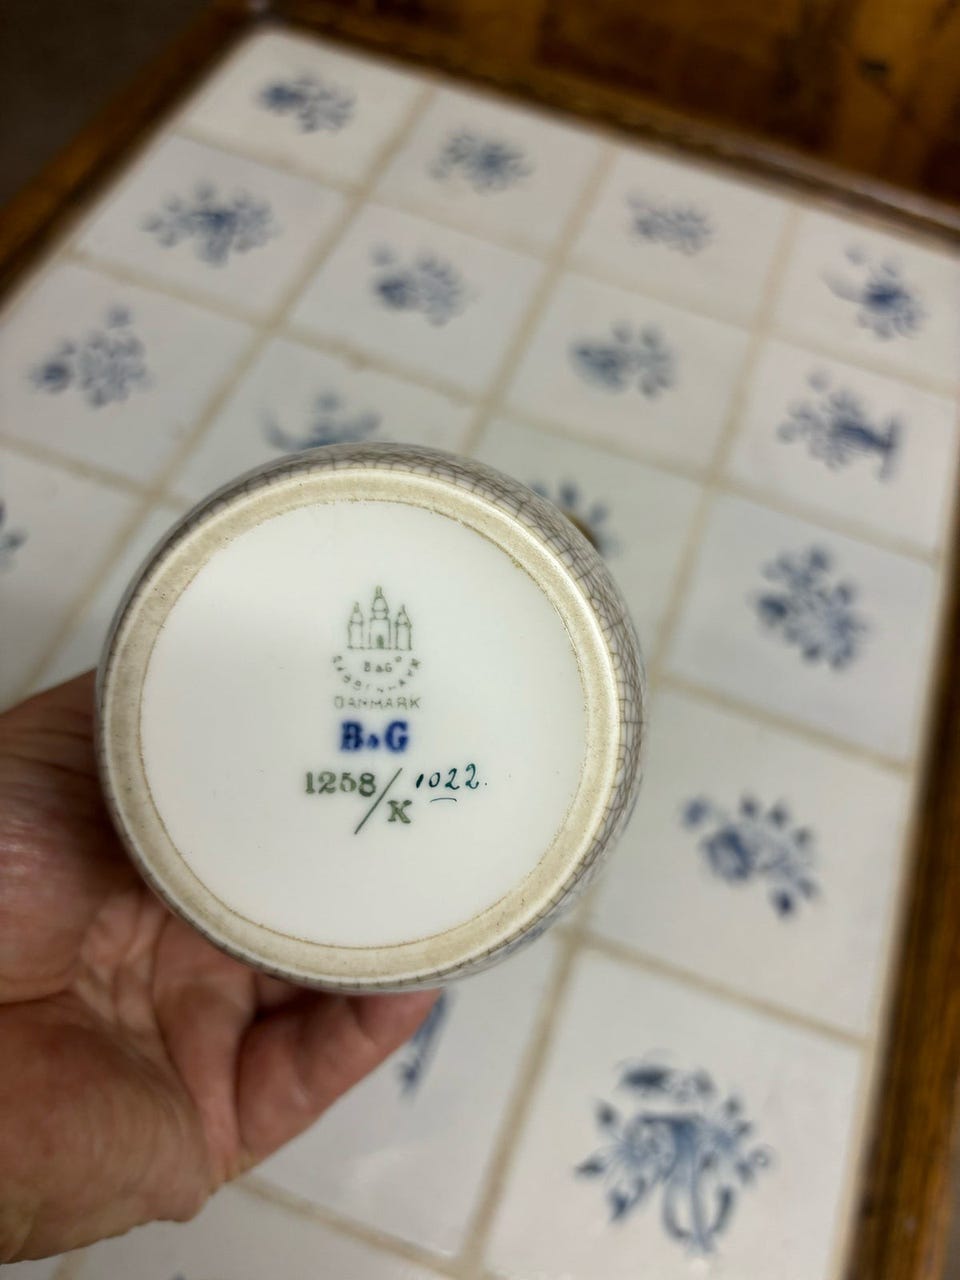 B&G
KJØBENHAVN
DANMARK
B&G
1258/K 1022.